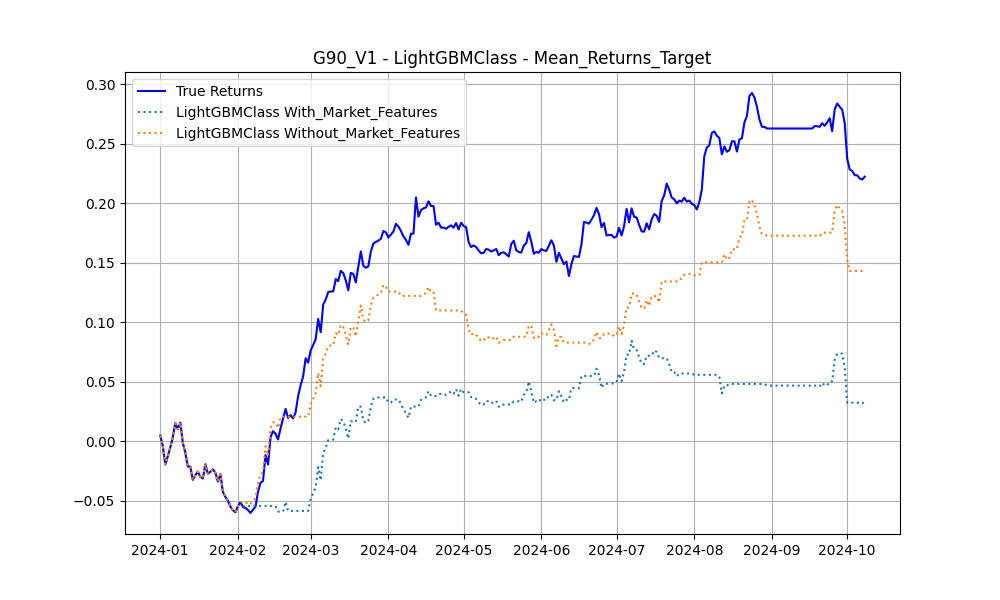 G90_V1 - LightGBMClass - Mean_Returns_Target
True Returns
LightGBMClass With_Market_Features
LightGBMClass Without_Market_Features
0.30
0.25
0.20
0.15
0.10
0.05
0.00
−0.05
2024-01 2024-02 2024-03 2024-04 2024-05 2024-06 2024-07 2024-08 2024-09 2024-10